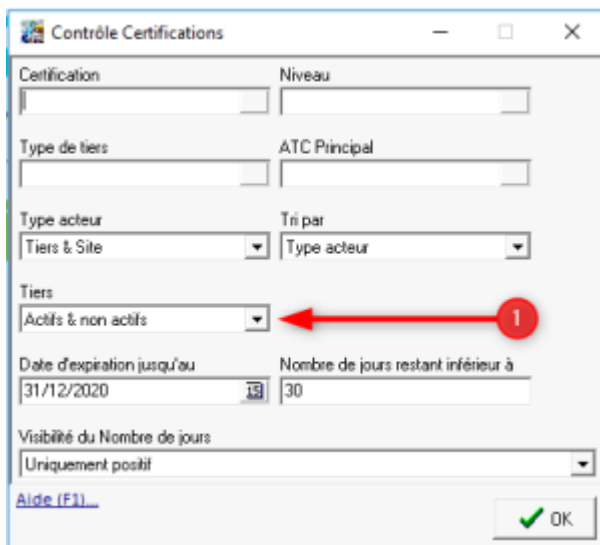 Contrôle Certifications
Certification Niveau
Type de tiers ATC Principal
Type acteur Tri par
Tiers & Site Type acteur
Tiers
Actifs & non actifs 1
Date d'expiration jusqu'au Nombre de jours restant inférieur à
31/12/2020 15 30
Visibilité du Nombre de jours
Uniquement positif
Aide (F1)...
OK